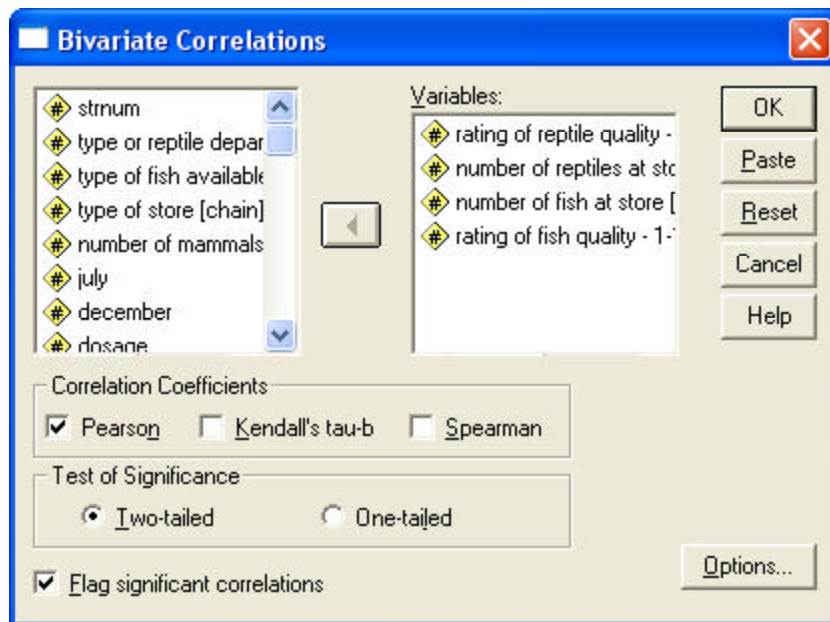 Bivariate Correlations
strnum
type or reptile depar
type of fish available
type of store [chain]
number of mammals
july
december
dosage
Variables:
rating of reptile quality -
number of reptiles at sto
number of fish at store [
rating of fish quality - 1-
OK
Paste
Reset
Cancel
Help
Correlation Coefficients
Pearson Kendall's tau-b Spearman
Test of Significance
Two-tailed One-tailed
Flag significant correlations
Options...